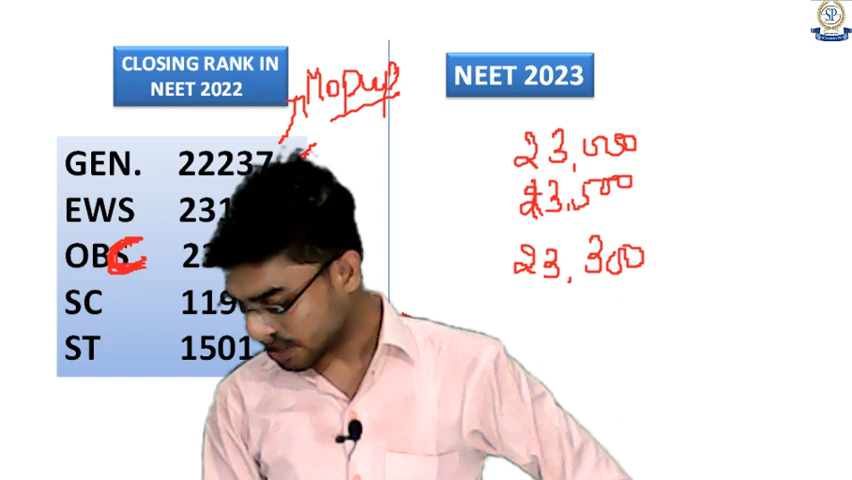 CLOSING RANK IN
NEET 2022
NEET 2023
Mopup
GEN. 22237
EWS
OBC
SC
ST
23,000
23,500
23,300
SP